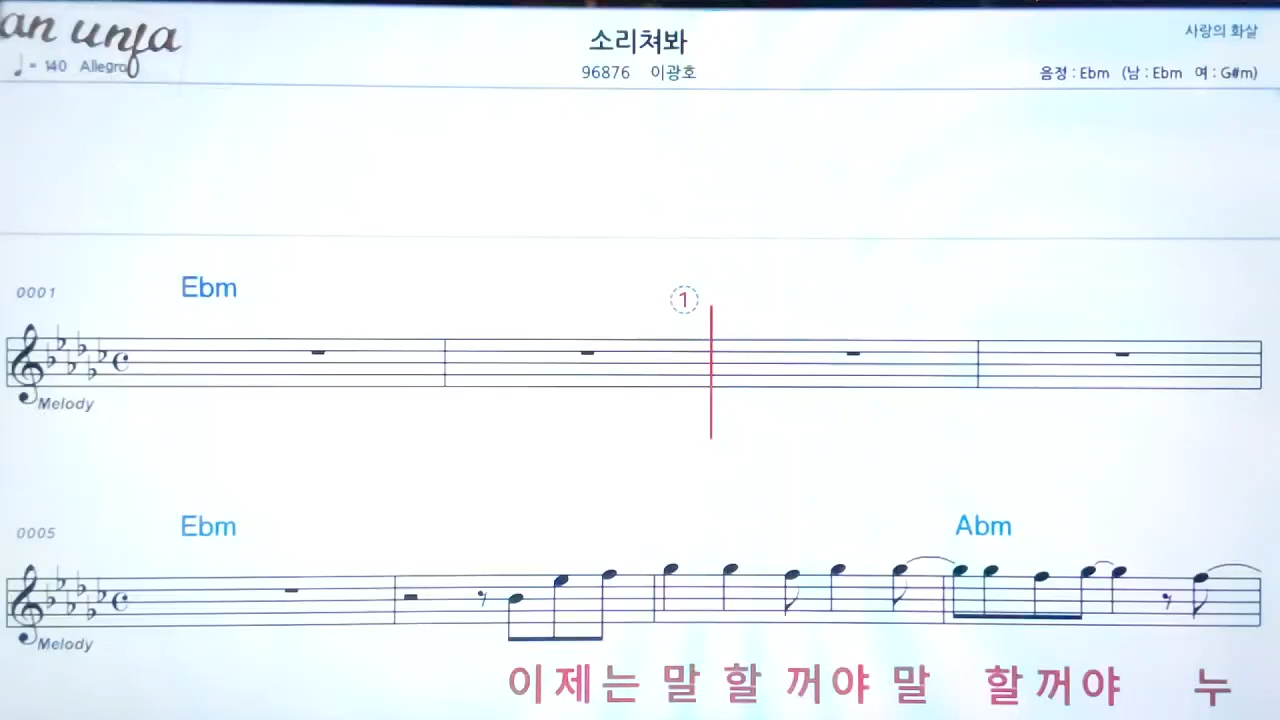 an unja
소리쳐봐
사랑의 화살
♩= 140 Allegro
96876 이광호
음정 : Ebm (남 : Ebm 여 : G#m)
0001
Ebm
1
Melody
0005
Ebm
Abm
Melody
이제는 말 할 꺼야 말 할 꺼야 누